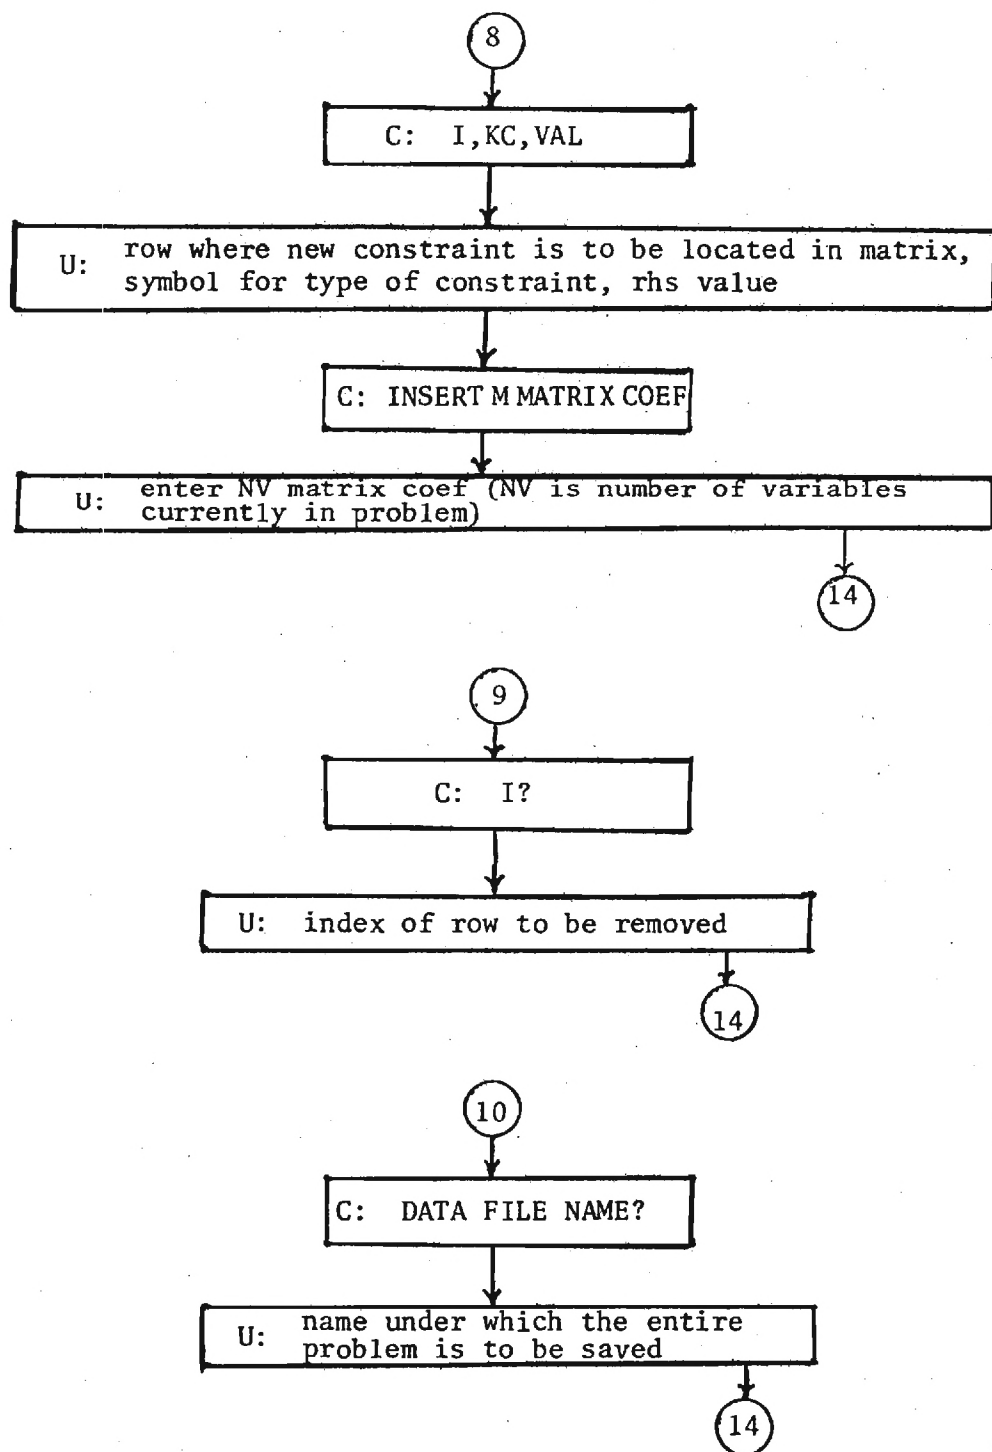 8
C: I,KC,VAL
U: row where new constraint is to be located in matrix,
symbol for type of constraint, rhs value
C: INSERT M MATRIX COEF
U: enter NV matrix coef (NV is number of variables
currently in problem)
14
9
C: I?
U: index of row to be removed
14
10
C: DATA FILE NAME?
U: name under which the entire
problem is to be saved
14